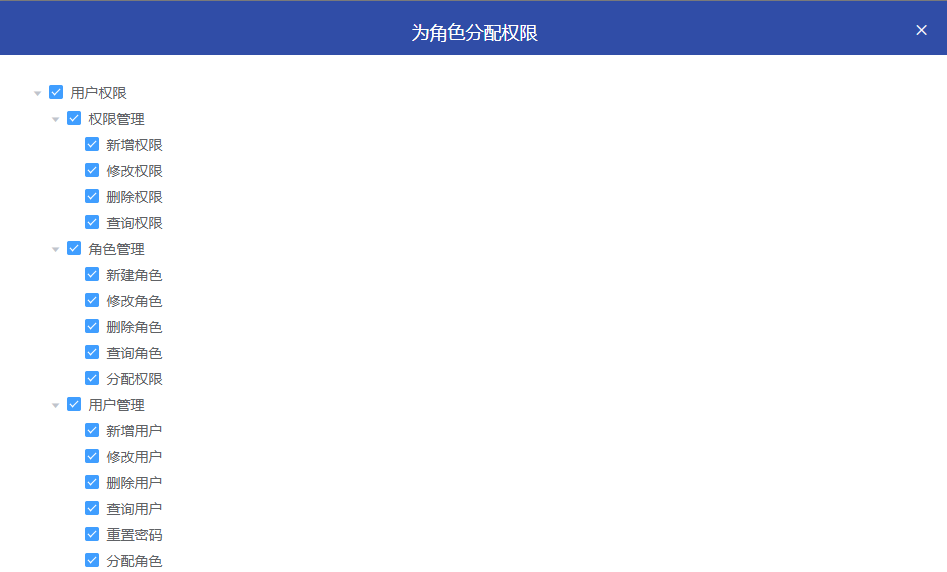 为角色分配权限
用户权限
权限管理
新增权限
修改权限
删除权限
查询权限
角色管理
新建角色
修改角色
删除角色
查询角色
分配权限
用户管理
新增用户
修改用户
删除用户
查询用户
重置密码
分配角色